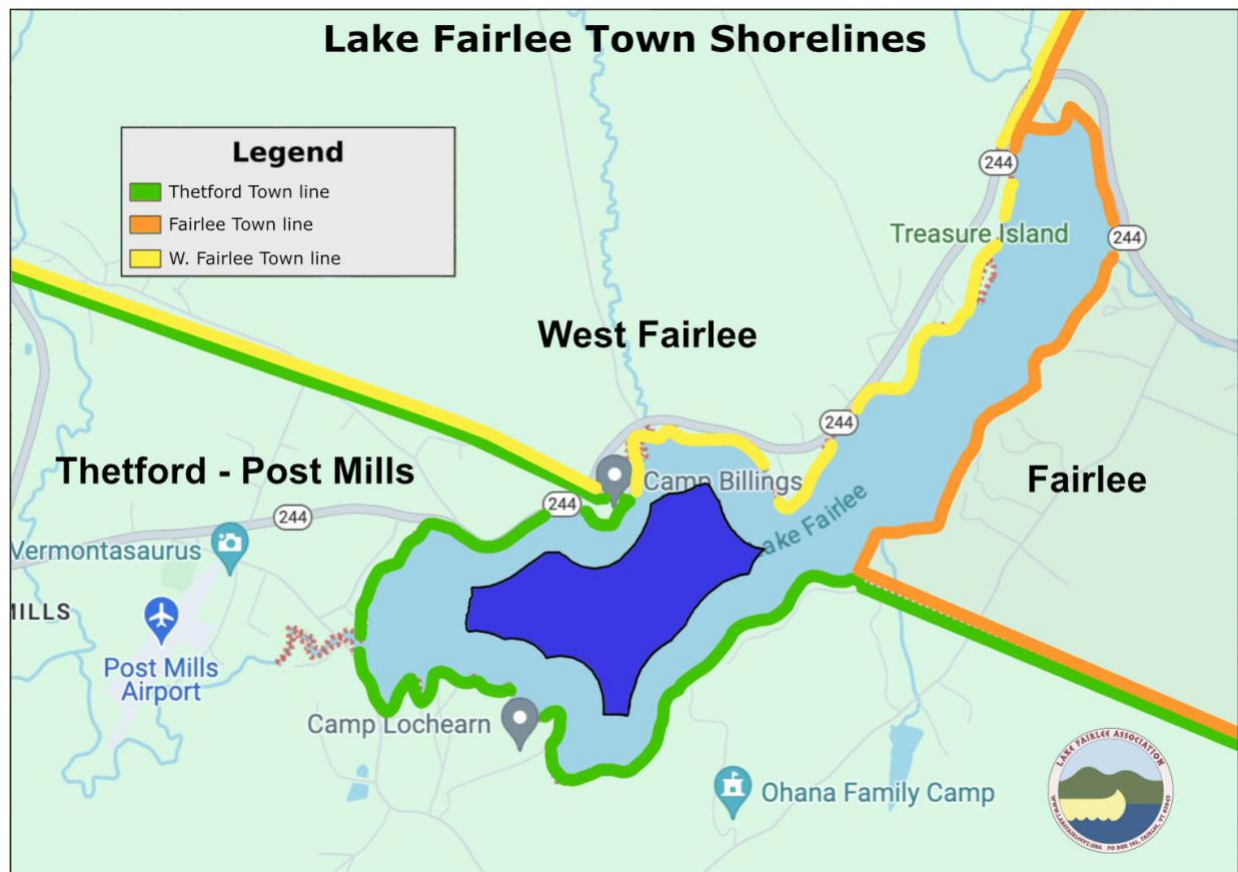 Lake Fairlee Town Shorelines
Legend
Thetford Town line
Fairlee Town line
W. Fairlee Town line
244
Treasure Island
244
West Fairlee
244
Thetford - Post Mills
Camp Billings
Fairlee
244
244
Lake Fairlee
Vermontasaurus
MILLS
Post Mills
Airport
Camp Lochearn
Ohana Family Camp
LAKE FAIRLEE ASSOCIATION